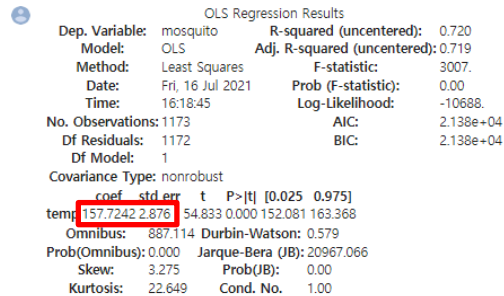 OLS Regression Results
Dep. Variable: mosquito R-squared (uncentered): 0.720
Model: OLS Adj. R-squared (uncentered): 0.719
Method: Least Squares F-statistic: 3007.
Date: Fri, 16 Jul 2021 Prob (F-statistic): 0.00
Time: 16:18:45 Log-Likelihood: -10688.
No. Observations: 1173 AIC: 2.138e+04
Df Residuals: 1172 BIC: 2.138e+04
Df Model: 1
Covariance Type: nonrobust
coef std err t P>|t| [0.025 0.975]
temp 157.7242 2.876 54.833 0.000 152.081 163.368
Omnibus: 887.114 Durbin-Watson: 0.579
Prob(Omnibus): 0.000 Jarque-Bera (JB): 20967.066
Skew: 3.275 Prob(JB): 0.00
Kurtosis: 22.649 Cond. No. 1.00